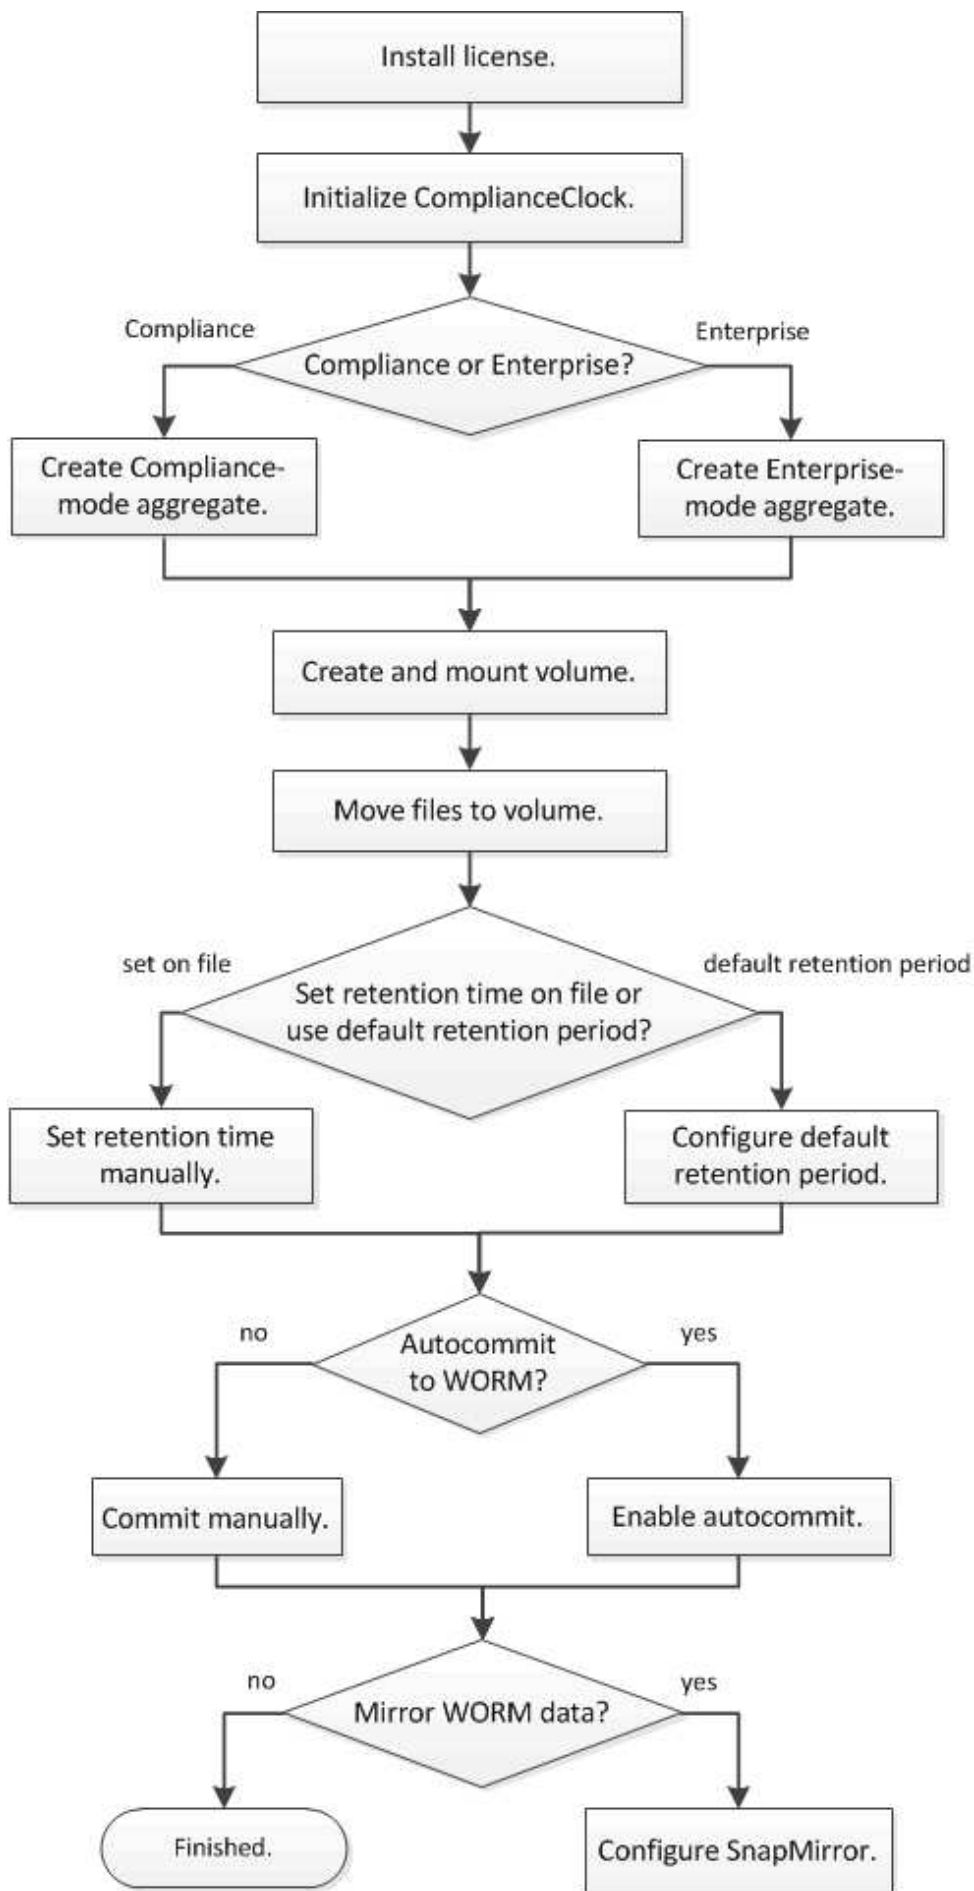 Install license.
Initialize ComplianceClock.
Compliance
Enterprise
Compliance or Enterprise?
Create Compliance-
mode aggregate.
Create Enterprise-
mode aggregate.
Create and mount volume.
Move files to volume.
set on file
default retention period
Set retention time on file or
use default retention period?
Set retention time
manually.
Configure default
retention period.
no
yes
Autocommit
to WORM?
Commit manually.
Enable autocommit.
no
yes
Mirror WORM data?
Finished.
Configure SnapMirror.